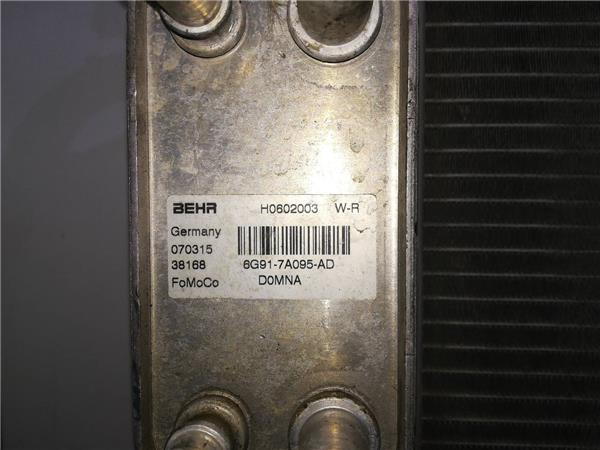 BEHR H0602003 W-R
Germany
070315
38168 6G91-7A095-AD
FoMoCo D0MNA